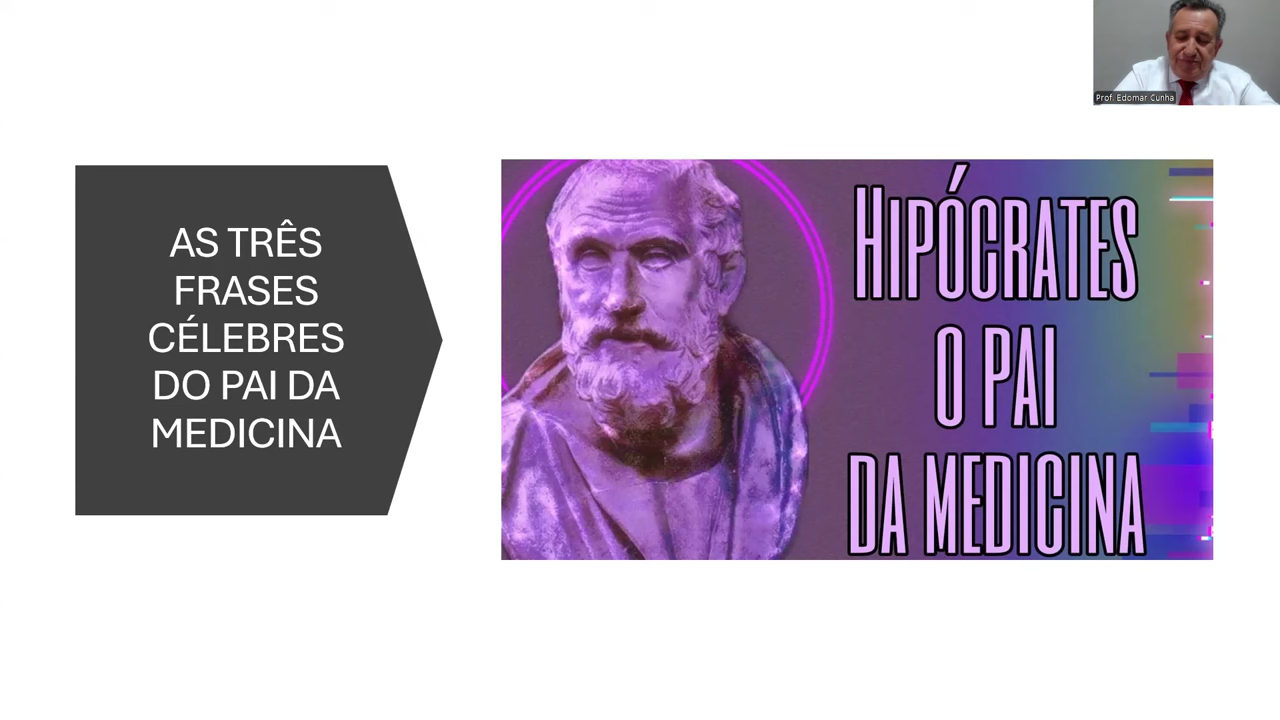 Prof. Edomar Cunha
AS TRÊS
FRASES
CÉLEBRES
DO PAI DA
MEDICINA
HIPÓCRATES
O PAI
DA MEDICINA